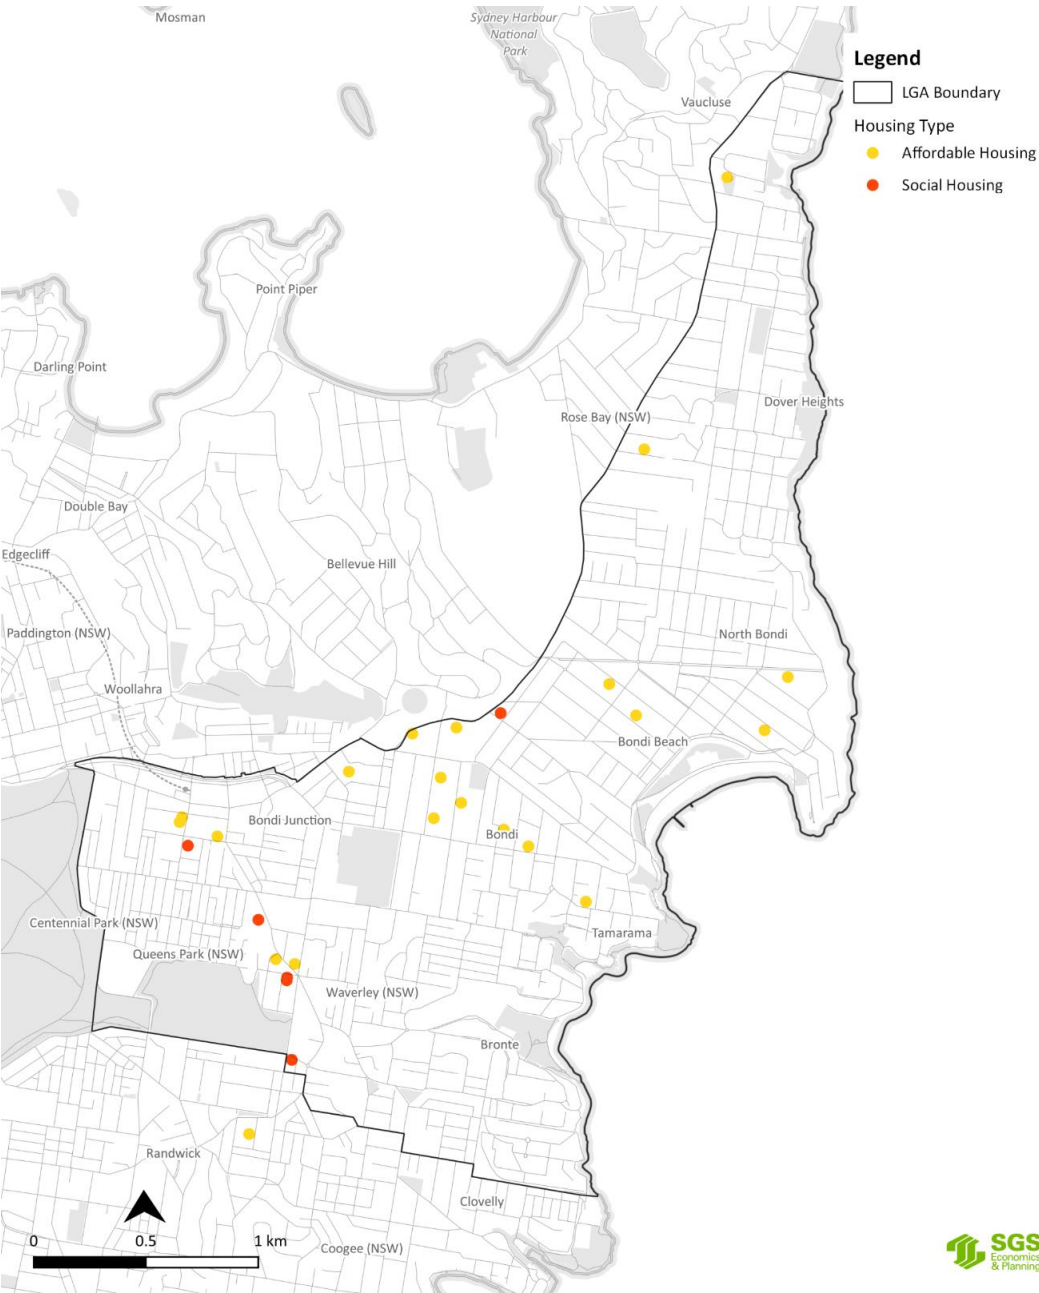 Mosman
Sydney Harbour
National
Park
Legend
LGA Boundary
Vaucluse
Housing Type
Affordable Housing
Social Housing
Point Piper
Darling Point
Dover Heights
Rose Bay (NSW)
Double Bay
Edgecliff
Bellevue Hill
Paddington (NSW)
North Bondi
Woollahra
Bondi Beach
Bondi Junction
Bondi
Centennial Park (NSW)
Tamarama
Queens Park (NSW)
Waverley (NSW)
Bronte
Randwick
Clovelly
0 0.5 1 km
Coogee (NSW)
SGS
Economics
& Planning